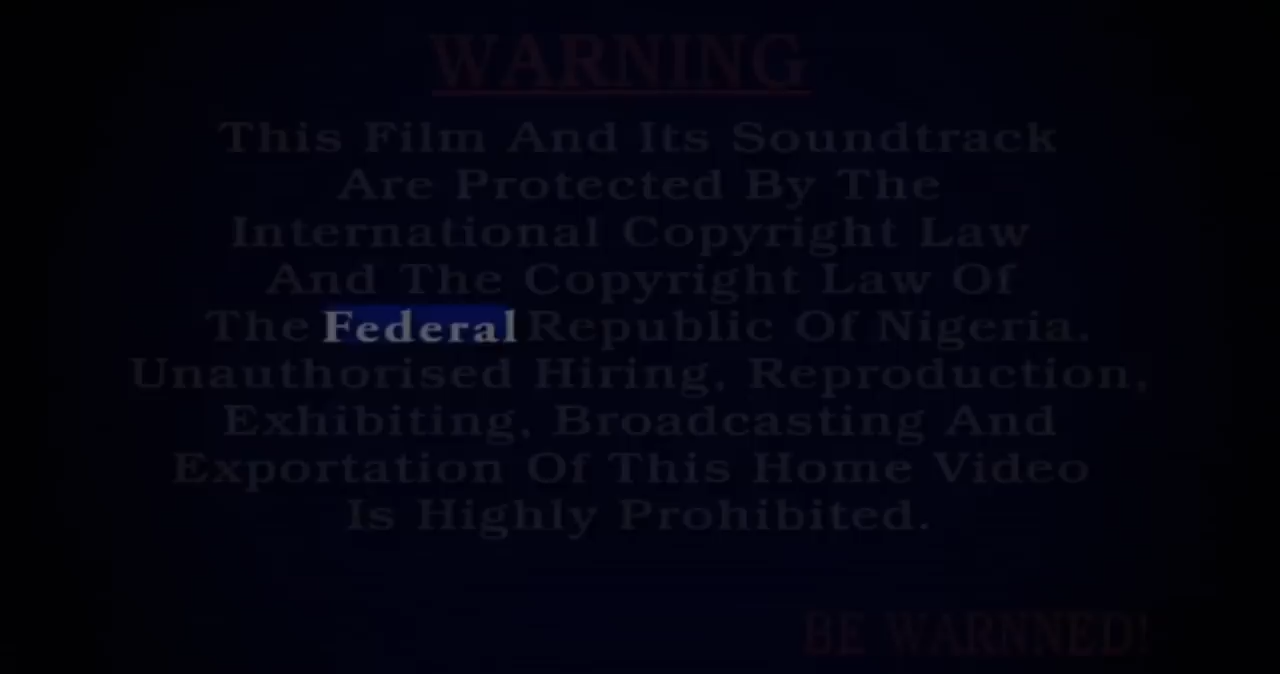 WARNING
This Film And Its Soundtrack
Are Protected By The
International Copyright Law
And The Copyright Law Of
The Federal Republic Of Nigeria.
Unauthorised Hiring, Reproduction,
Exhibiting, Broadcasting And
Exportation Of This Home Video
Is Highly Prohibited.
BE WARNNED!